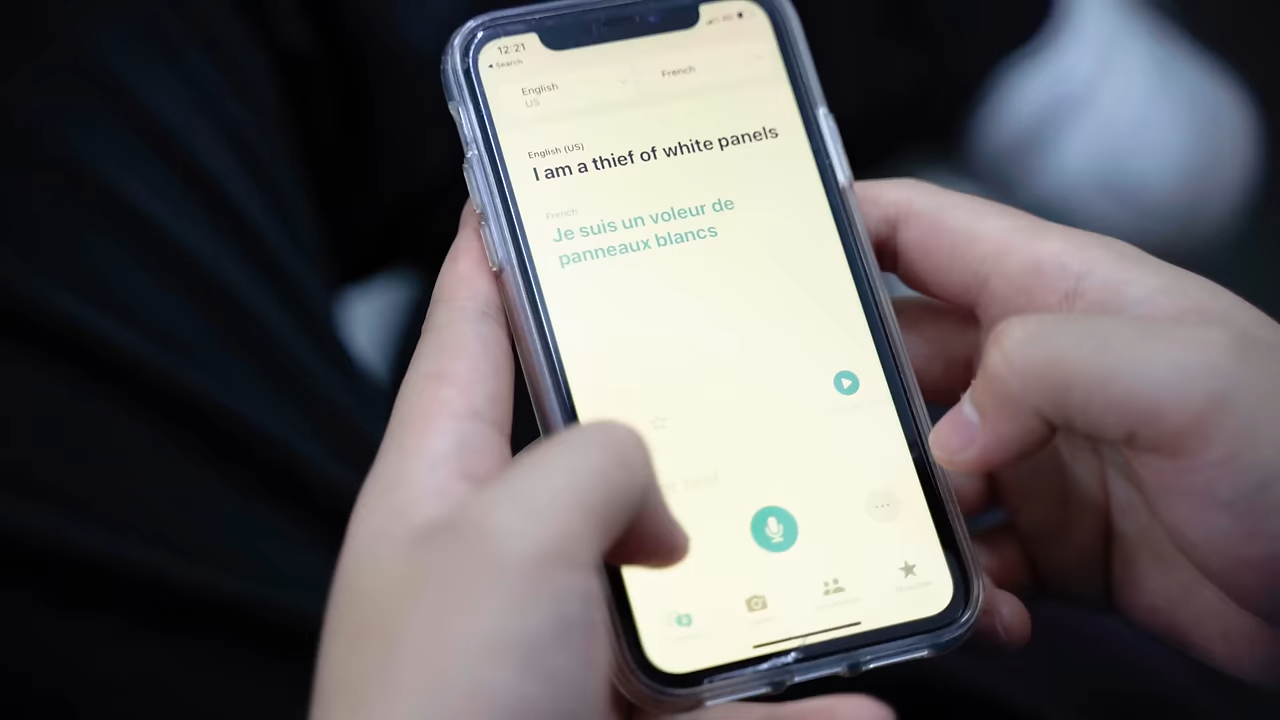 12:21
◂ Search
English
US
French
English (US)
I am a thief of white panels
French
Je suis un voleur de
panneaux blancs